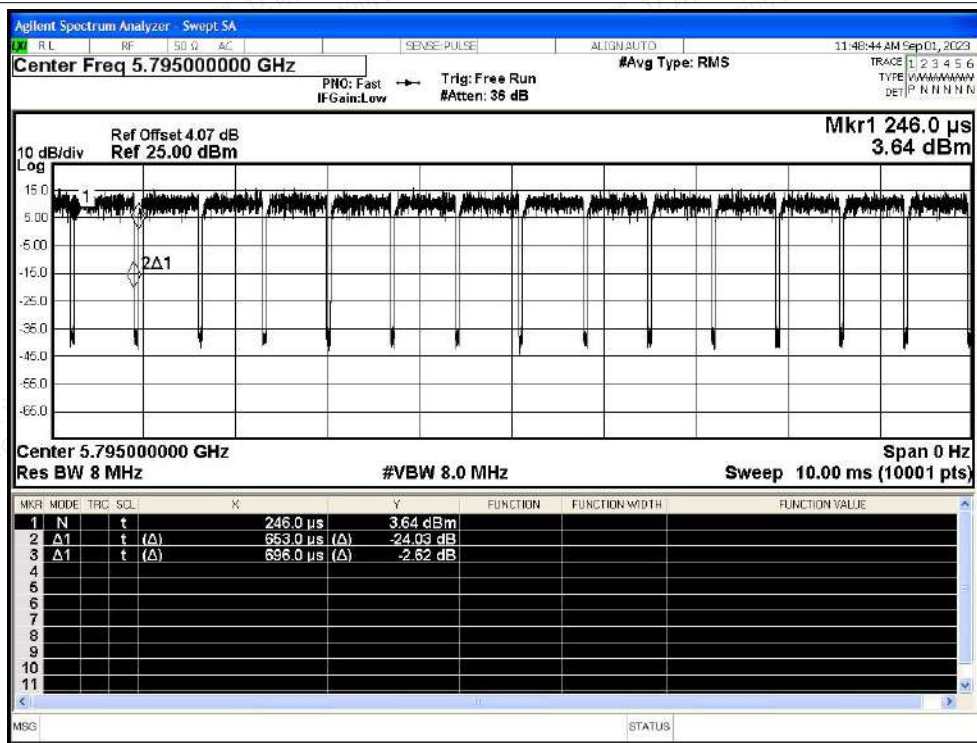 Agilent Spectrum Analyzer - Swept SA
LXI RL RF 50 Ω AC SENSE:PULSE ALIGN AUTO 11:48:44 AM Sep 01, 2023
Center Freq 5.795000000 GHz #Avg Type: RMS TRACE 1 2 3 4 5 6
PNO: Fast Trig: Free Run TYPE
IFGain:Low #Atten: 36 dB DET P N N N N N
Mkr1 246.0 µs
3.64 dBm
Ref Offset 4.07 dB
10 dB/div Ref 25.00 dBm
Log
15.0
5.00
-5.00
-15.0
-25.0
-35.0
-45.0
-55.0
-65.0
1
2Δ1
Center 5.795000000 GHz Span 0 Hz
Res BW 8 MHz #VBW 8.0 MHz Sweep 10.00 ms (10001 pts)
MKR MODE TRC SCL X Y FUNCTION FUNCTION WIDTH FUNCTION VALUE
1 N t 246.0 µs 3.64 dBm
2 Δ1 t (Δ) 653.0 µs (Δ) -24.03 dB
3 Δ1 t (Δ) 696.0 µs (Δ) -2.62 dB
4
5
6
7
8
9
10
11
MSG STATUS